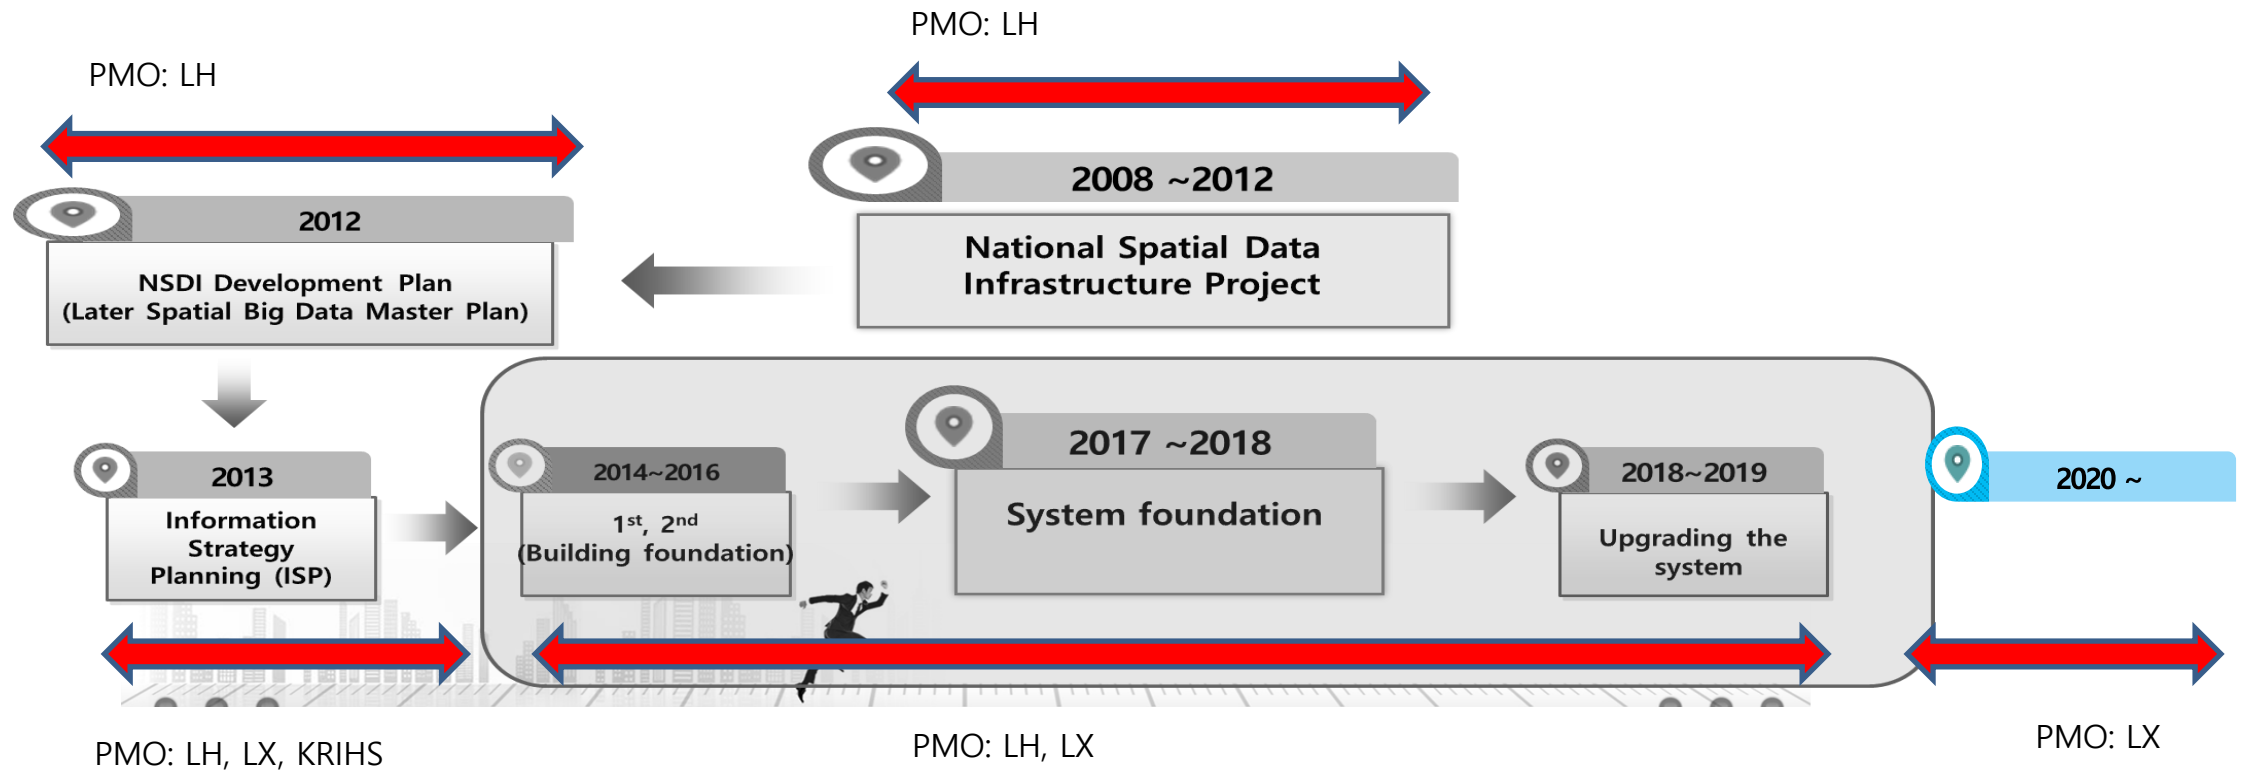 PMO: LH
PMO: LH
2008 ~2012
National Spatial Data
Infrastructure Project
2012
NSDI Development Plan
(Later Spatial Big Data Master Plan)
2013
Information
Strategy
Planning (ISP)
2014~2016
1st, 2nd
(Building foundation)
2017 ~2018
System foundation
2018~2019
Upgrading the
system
2020 ~
PMO: LH, LX, KRIHS
PMO: LH, LX
PMO: LX